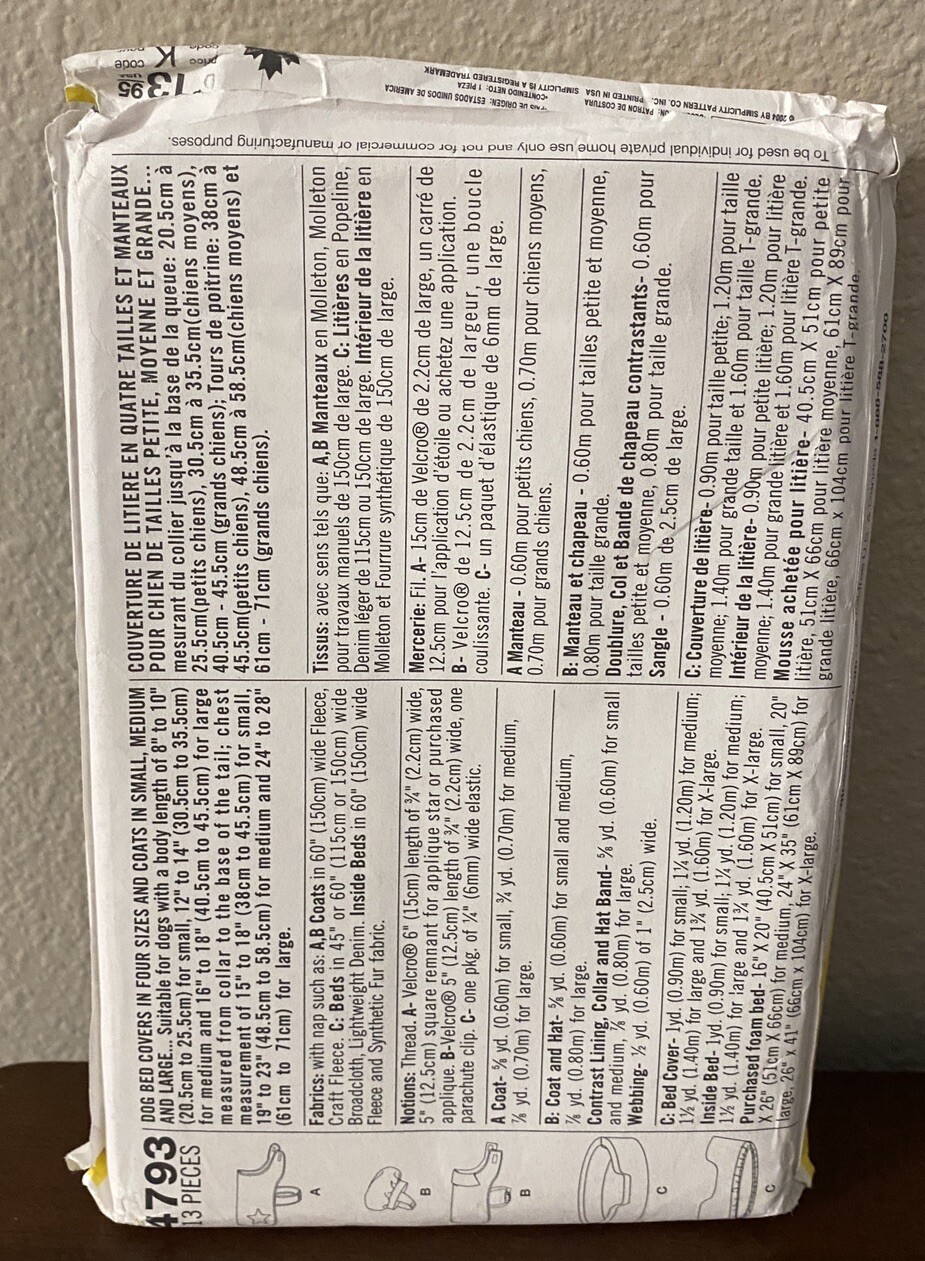 4793
13 PIECES
A
B
B
C
C
DOG BED COVERS IN FOUR SIZES AND COATS IN SMALL, MEDIUM
AND LARGE... Suitable for dogs with a body length of 8" to 10"
(20.5cm to 25.5cm) for small, 12" to 14" (30.5cm to 35.5cm)
for medium and 16" to 18" (40.5cm to 45.5cm) for large
measured from collar to the base of the tail; chest
measurement of 15" to 18" (38cm to 45.5cm) for small,
19" to 23" (48.5cm to 58.5cm) for medium and 24" to 28"
(61cm to 71cm) for large.
Fabrics: with nap such as: A,B Coats in 60" (150cm) wide Fleece,
Craft Fleece. C: Beds in 45" or 60" (115cm or 150cm) wide
Broadcloth, Lightweight Denim. Inside Beds in 60" (150cm) wide
Fleece and Synthetic Fur fabric.
Notions: Thread. A- Velcro® 6" (15cm) length of ¾" (2.2cm) wide,
5" (12.5cm) square remnant for applique star or purchased
applique. B-Velcro® 5" (12.5cm) length of ¾" (2.2cm) wide, one
parachute clip. C- one pkg. of ¼" (6mm) wide elastic.
A Coat- ⅝ yd. (0.60m) for small, ¾ yd. (0.70m) for medium,
⅞ yd. (0.70m) for large.
B: Coat and Hat- ⅝ yd. (0.60m) for small and medium,
⅞ yd. (0.80m) for large.
Contrast Lining, Collar and Hat Band- ⅝ yd. (0.60m) for small
and medium, ⅞ yd. (0.80m) for large.
Webbing- ½ yd. (0.60m) of 1" (2.5cm) wide.
C: Bed Cover- 1yd. (0.90m) for small; 1¼ yd. (1.20m) for medium;
1½ yd. (1.40m) for large and 1¾ yd. (1.60m) for X-large.
Inside Bed- 1yd. (0.90m) for small; 1¼ yd. (1.20m) for medium;
1½ yd. (1.40m) for large and 1¾ yd. (1.60m) for X-large.
Purchased foam bed- 16" X 20" (40.5cm X 51cm) for small, 20"
X 26" (51cm X 66cm) for medium, 24" X 35" (61cm X 89cm) for
large, 26" x 41" (66cm x 104cm) for X-large.
COUVERTURE DE LITIERE EN QUATRE TAILLES ET MANTEAUX
POUR CHIEN DE TAILLES PETITE, MOYENNE ET GRANDE...
mesurant du collier jusqu'à la base de la queue: 20.5cm à
25.5cm(petits chiens), 30.5cm à 35.5cm(chiens moyens),
40.5cm - 45.5cm (grands chiens); Tours de poitrine: 38cm à
45.5cm(petits chiens), 48.5cm à 58.5cm(chiens moyens) et
61cm - 71cm (grands chiens).
Tissus: avec sens tels que: A,B Manteaux en Molleton, Molleton
pour travaux manuels de 150cm de large. C: Litières en Popeline,
Denim léger de 115cm ou 150cm de large. Intérieur de la litière en
Molleton et Fourrure synthétique de 150cm de large.
Mercerie: Fil. A- 15cm de Velcro® de 2.2cm de large, un carré de
12.5cm pour l'application d'étoile ou achetez une application.
B- Velcro® de 12.5cm de 2.2cm de largeur, une boucle
coulissante. C- un paquet d'élastique de 6mm de large.
A Manteau - 0.60m pour petits chiens, 0.70m pour chiens moyens,
0.70m pour grands chiens.
B: Manteau et chapeau - 0.60m pour tailles petite et moyenne,
0.80m pour taille grande.
Doublure, Col et Bande de chapeau contrastants- 0.60m pour
tailles petite et moyenne, 0.80m pour taille grande.
Sangle - 0.60m de 2.5cm de large.
C: Couverture de litière- 0.90m pour taille petite; 1.20m pour taille
moyenne; 1.40m pour grande taille et 1.60m pour taille T-grande.
Intérieur de la litière- 0.90m pour petite litière; 1.20m pour litière
moyenne; 1.40m pour grande litière et 1.60m pour litière T-grande.
Mousse achetée pour litière- 40.5cm X 51cm pour petite
litière, 51cm X 66cm pour litière moyenne, 61cm X 89cm pour
grande litière, 66cm x 104cm pour litière T-grande.
1-800-588-2700
To be used for individual private home use only and not for commercial or manufacturing purposes.
© 2004 BY SIMPLICITY PATTERN CO. INC. PRINTED IN USA SIMPLICITY IS A REGISTERED TRADEMARK
PATRON DE COSTURA
CONTENIDO NETO: 1 PIEZA
DE ORIGEN: ESTADOS UNIDOS DE AMERICA
13 95
USA
price
code
K
code